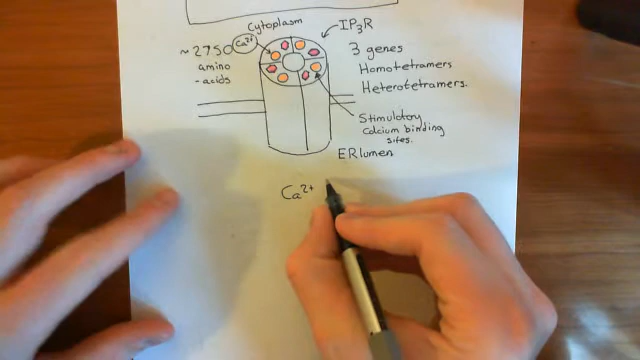 Cytoplasm
IP3R
Ca2+
~ 2750
amino
-acids
3 genes
Homotetramers
Heterotetramers.
Stimulatory
Calcium binding
sites.
ER lumen
Ca2+